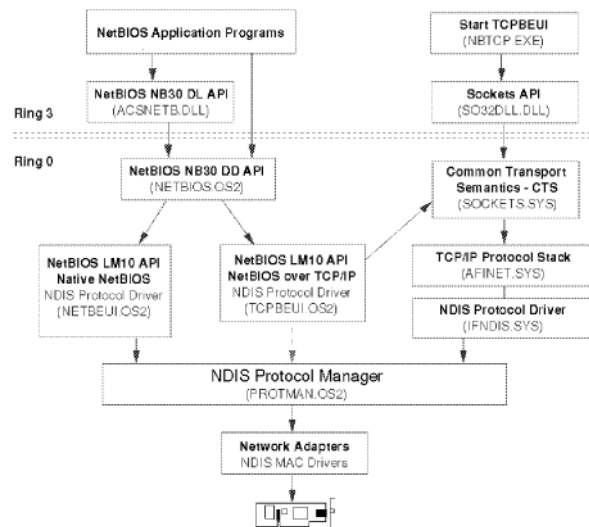 NetBIOS Application Programs
Start TCPBEUI
(NBTCP.EXE)
NetBIOS NB30 DL API
(ACSNETB.DLL)
Sockets API
(SO32DLL.DLL)
Ring 3
Ring 0
NetBIOS NB30 DD API
(NETBIOS.OS2)
Common Transport
Semantics - CTS
(SOCKETS.SYS)
NetBIOS LM10 API
Native NetBIOS
NDIS Protocol Driver
(NETBEUI.OS2)
NetBIOS LM10 API
NetBIOS over TCP/IP
NDIS Protocol Driver
(TCPBEUI.OS2)
TCP/IP Protocol Stack
(AFINET.SYS)
NDIS Protocol Driver
(IFNDIS.SYS)
NDIS Protocol Manager
(PROTMAN.OS2)
Network Adapters
NDIS MAC Drivers